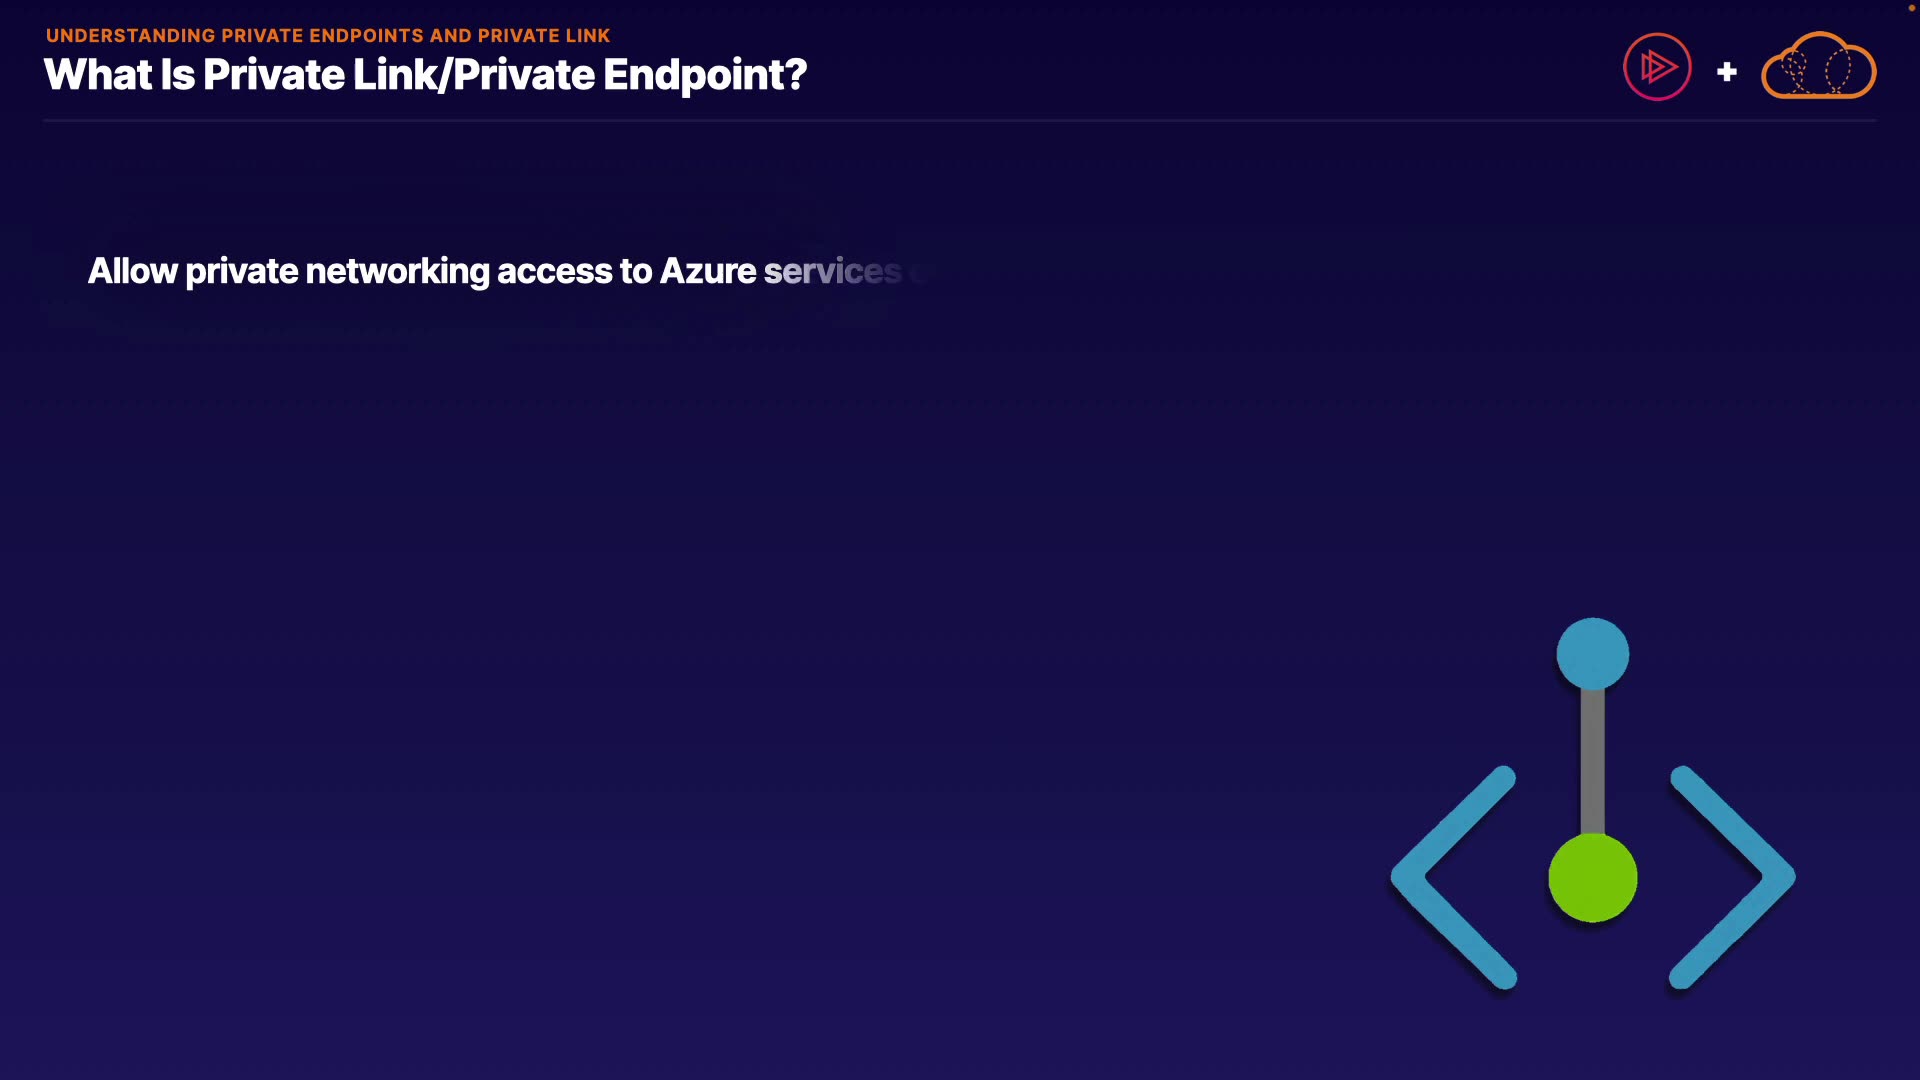 UNDERSTANDING PRIVATE ENDPOINTS AND PRIVATE LINK
What Is Private Link/Private Endpoint?
Allow private networking access to Azure services